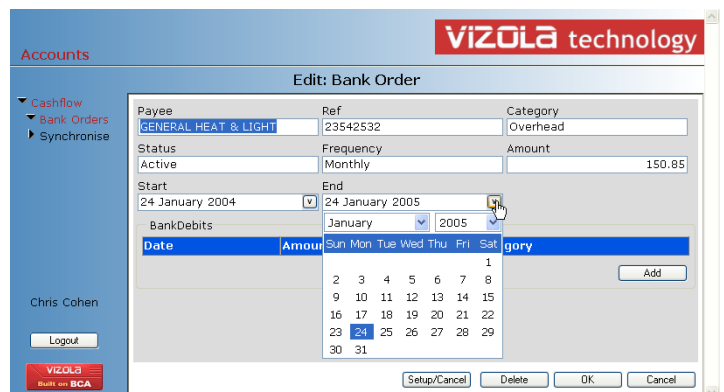 VIZOLA technology
Accounts
Edit: Bank Order
Cashflow
Bank Orders
Synchronise
Payee Ref Category
GENERAL HEAT & LIGHT 23542532 Overhead
Status Frequency Amount
Active Monthly 150.85
Start End
24 January 2004 24 January 2005
January 2005
BankDebits
Date Amou gory
Sun Mon Tue Wed Thu Fri Sat
1
2 3 4 5 6 7 8
9 10 11 12 13 14 15
16 17 18 19 20 21 22
23 24 25 26 27 28 29
30 31
Add
Chris Cohen
Logout
VIZOLA
Built on BCA
Setup/Cancel Delete OK Cancel